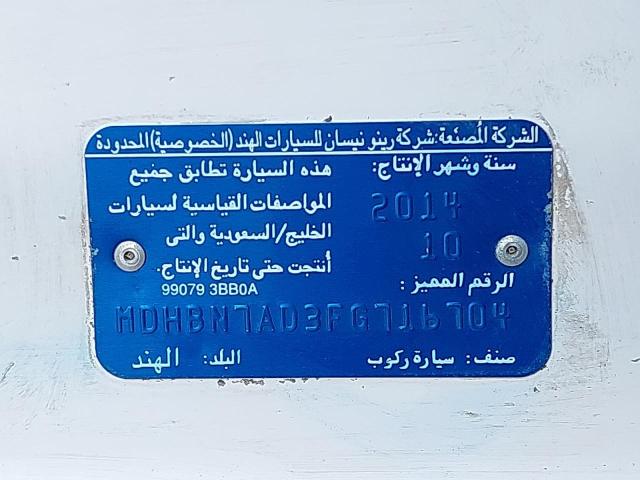 الشركة المصنعة: شركة رينو نيسان للسيارات الهند (الخصوصية) المحدودة
سنة وشهر الإنتاج:
2014
10
هذه السيارة تطابق جميع
المواصفات القياسية لسيارات
الخليج/السعودية والتى
أنتجت حتى تاريخ الإنتاج.
99079 3BB0A
الرقم المميز:
MDHBN7AD3FG716704
صنف: سيارة ركوب
البلد: الهند